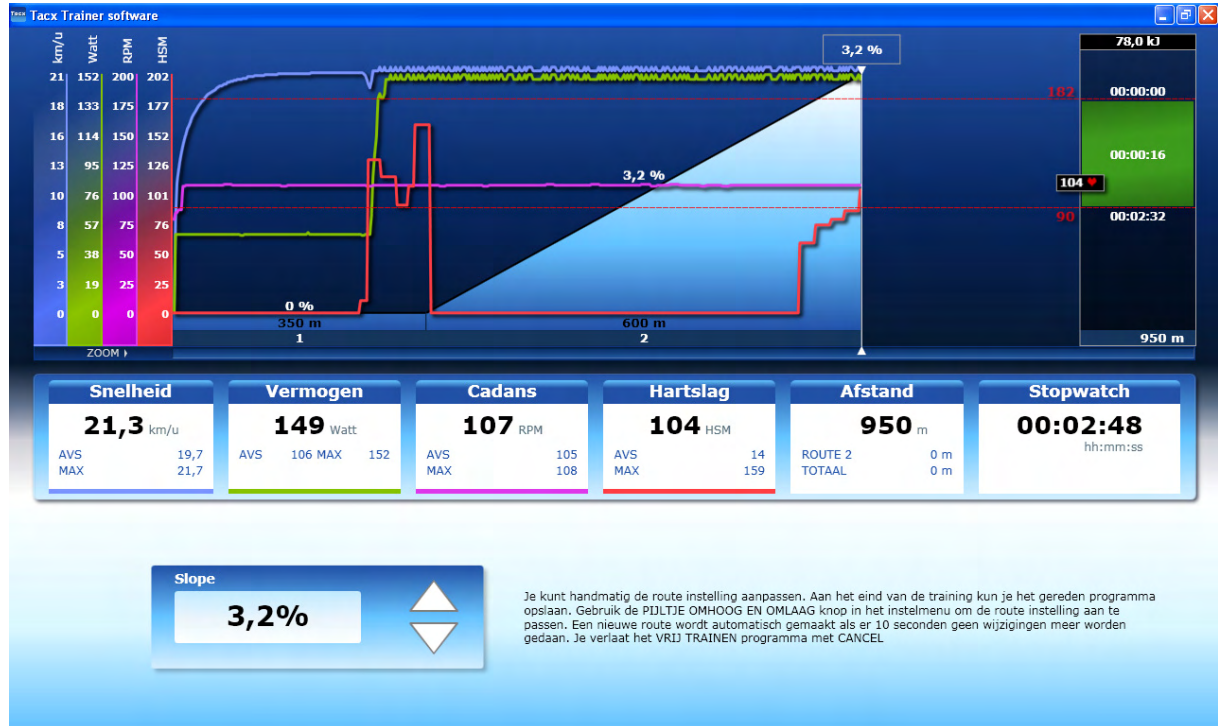 Tacx Tacx Trainer software
km/u Watt RPM HSM
21 152 200 202
18 133 175 177
16 114 150 152
13 95 125 126
10 76 100 101
8 57 75 76
5 38 50 50
3 19 25 25
0 0 0 0
ZOOM
3,2 %
3,2 %
0 %
350 m 600 m
1 2
182
104
90
78,0 kJ
00:00:00
00:00:16
00:02:32
950 m
Snelheid
21,3 km/u
AVS 19,7
MAX 21,7
Vermogen
149 Watt
AVS 106 MAX 152
Cadans
107 RPM
AVS 105
MAX 108
Hartslag
104 HSM
AVS 14
MAX 159
Afstand
950 m
ROUTE 2 0 m
TOTAAL 0 m
Stopwatch
00:02:48
hh:mm:ss
Slope
3,2%
Je kunt handmatig de route instelling aanpassen. Aan het eind van de training kun je het gereden programma
opslaan. Gebruik de PIJLTJE OMHOOG EN OMLAAG knop in het instelmenu om de route instelling aan te
passen. Een nieuwe route wordt automatisch gemaakt als er 10 seconden geen wijzigingen meer worden
gedaan. Je verlaat het VRIJ TRAINEN programma met CANCEL